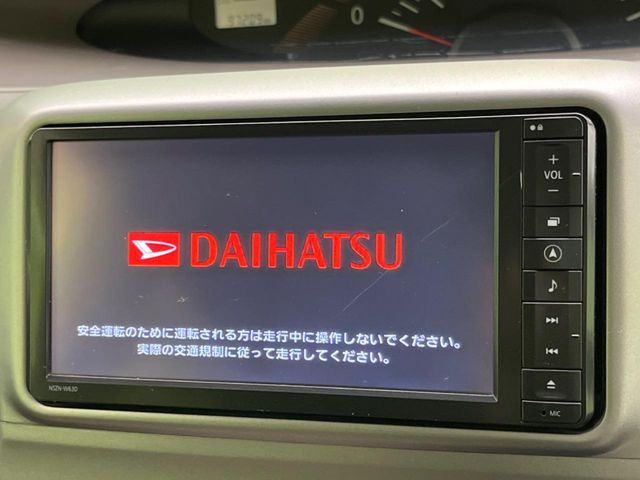 0
VOL
DAIHATSU
安全運転のために運転される方は走行中に操作しないでください。
実際の交通規制に従って走行してください。
NSZN-W63D
MIC